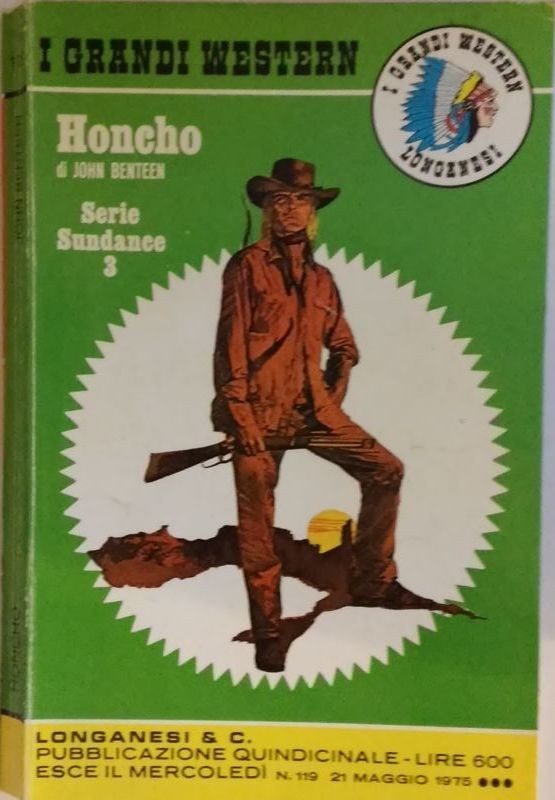 I GRANDI WESTERN
I GRANDI WESTERN
LONGANESI
Honcho
di JOHN BENTEEN
Serie
Sundance
3
LONGANESI & C.
PUBBLICAZIONE QUINDICINALE - LIRE 600
ESCE IL MERCOLEDÌ N. 119 21 MAGGIO 1975 ●●●
HONCHO